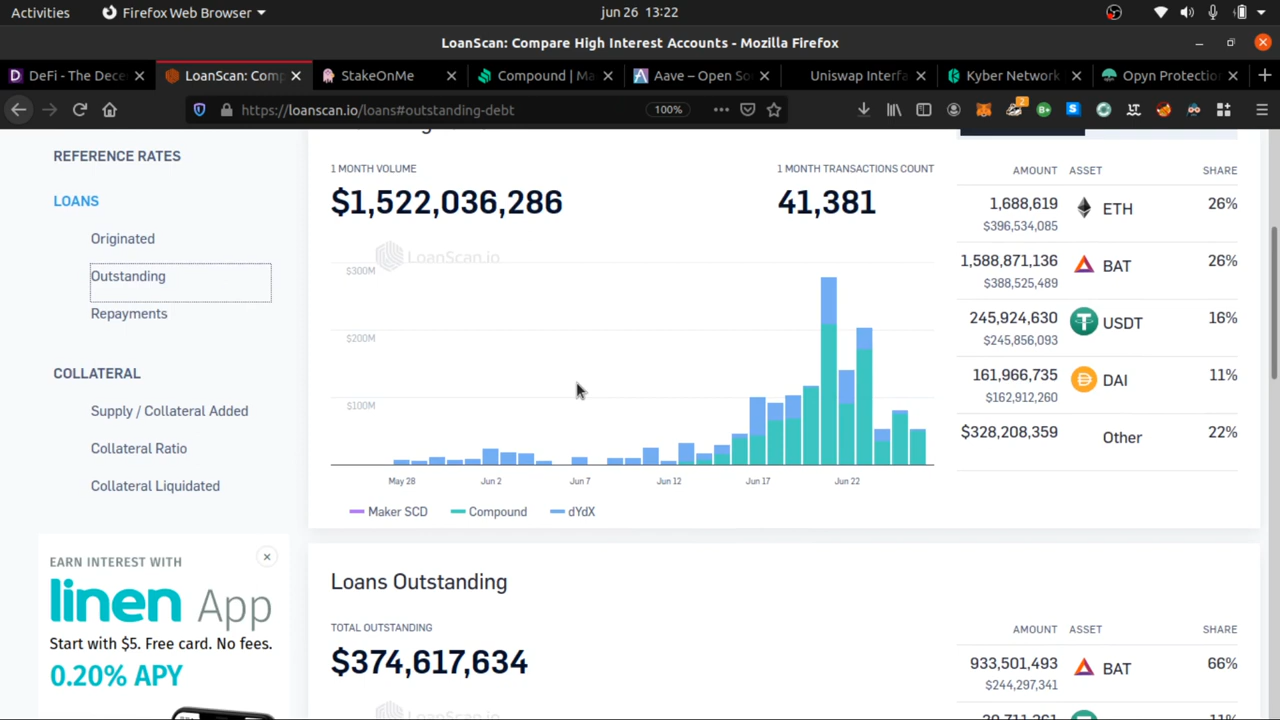 Activities Firefox Web Browser jun 26 13:22
LoanScan: Compare High Interest Accounts - Mozilla Firefox
DeFi - The Dece LoanScan: Comp StakeOnMe Compound | Ma Aave – Open So Uniswap Interfa Kyber Network Opyn Protectio
https://loanscan.io/loans#outstanding-debt 100% 2
REFERENCE RATES
LOANS
Originated
Outstanding
Repayments
COLLATERAL
Supply / Collateral Added
Collateral Ratio
Collateral Liquidated
EARN INTEREST WITH
linen App
Start with $5. Free card. No fees.
0.20% APY
1 MONTH VOLUME 1 MONTH TRANSACTIONS COUNT
$1,522,036,286 41,381
LoanScan.io
$300M
$200M
$100M
May 28 Jun 2 Jun 7 Jun 12 Jun 17 Jun 22
Maker SCD Compound dYdX
AMOUNT ASSET SHARE
1,688,619 ETH 26%
$396,534,085
1,588,871,136 BAT 26%
$388,525,489
245,924,630 USDT 16%
$245,856,093
161,966,735 DAI 11%
$162,912,260
$328,208,359 Other 22%
Loans Outstanding
TOTAL OUTSTANDING
$374,617,634
LoanScan.io
AMOUNT ASSET SHARE
933,501,493 BAT 66%
$244,297,341